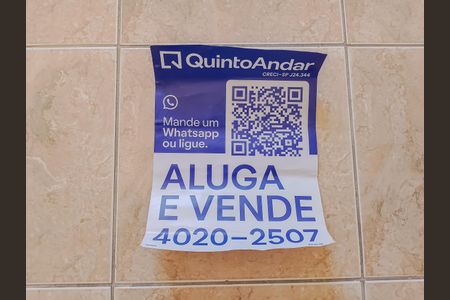 QuintoAndar
CRECI-SP J24.344
Mande um
Whatsapp
ou ligue.
ALUGA
E VENDE
4020-2507